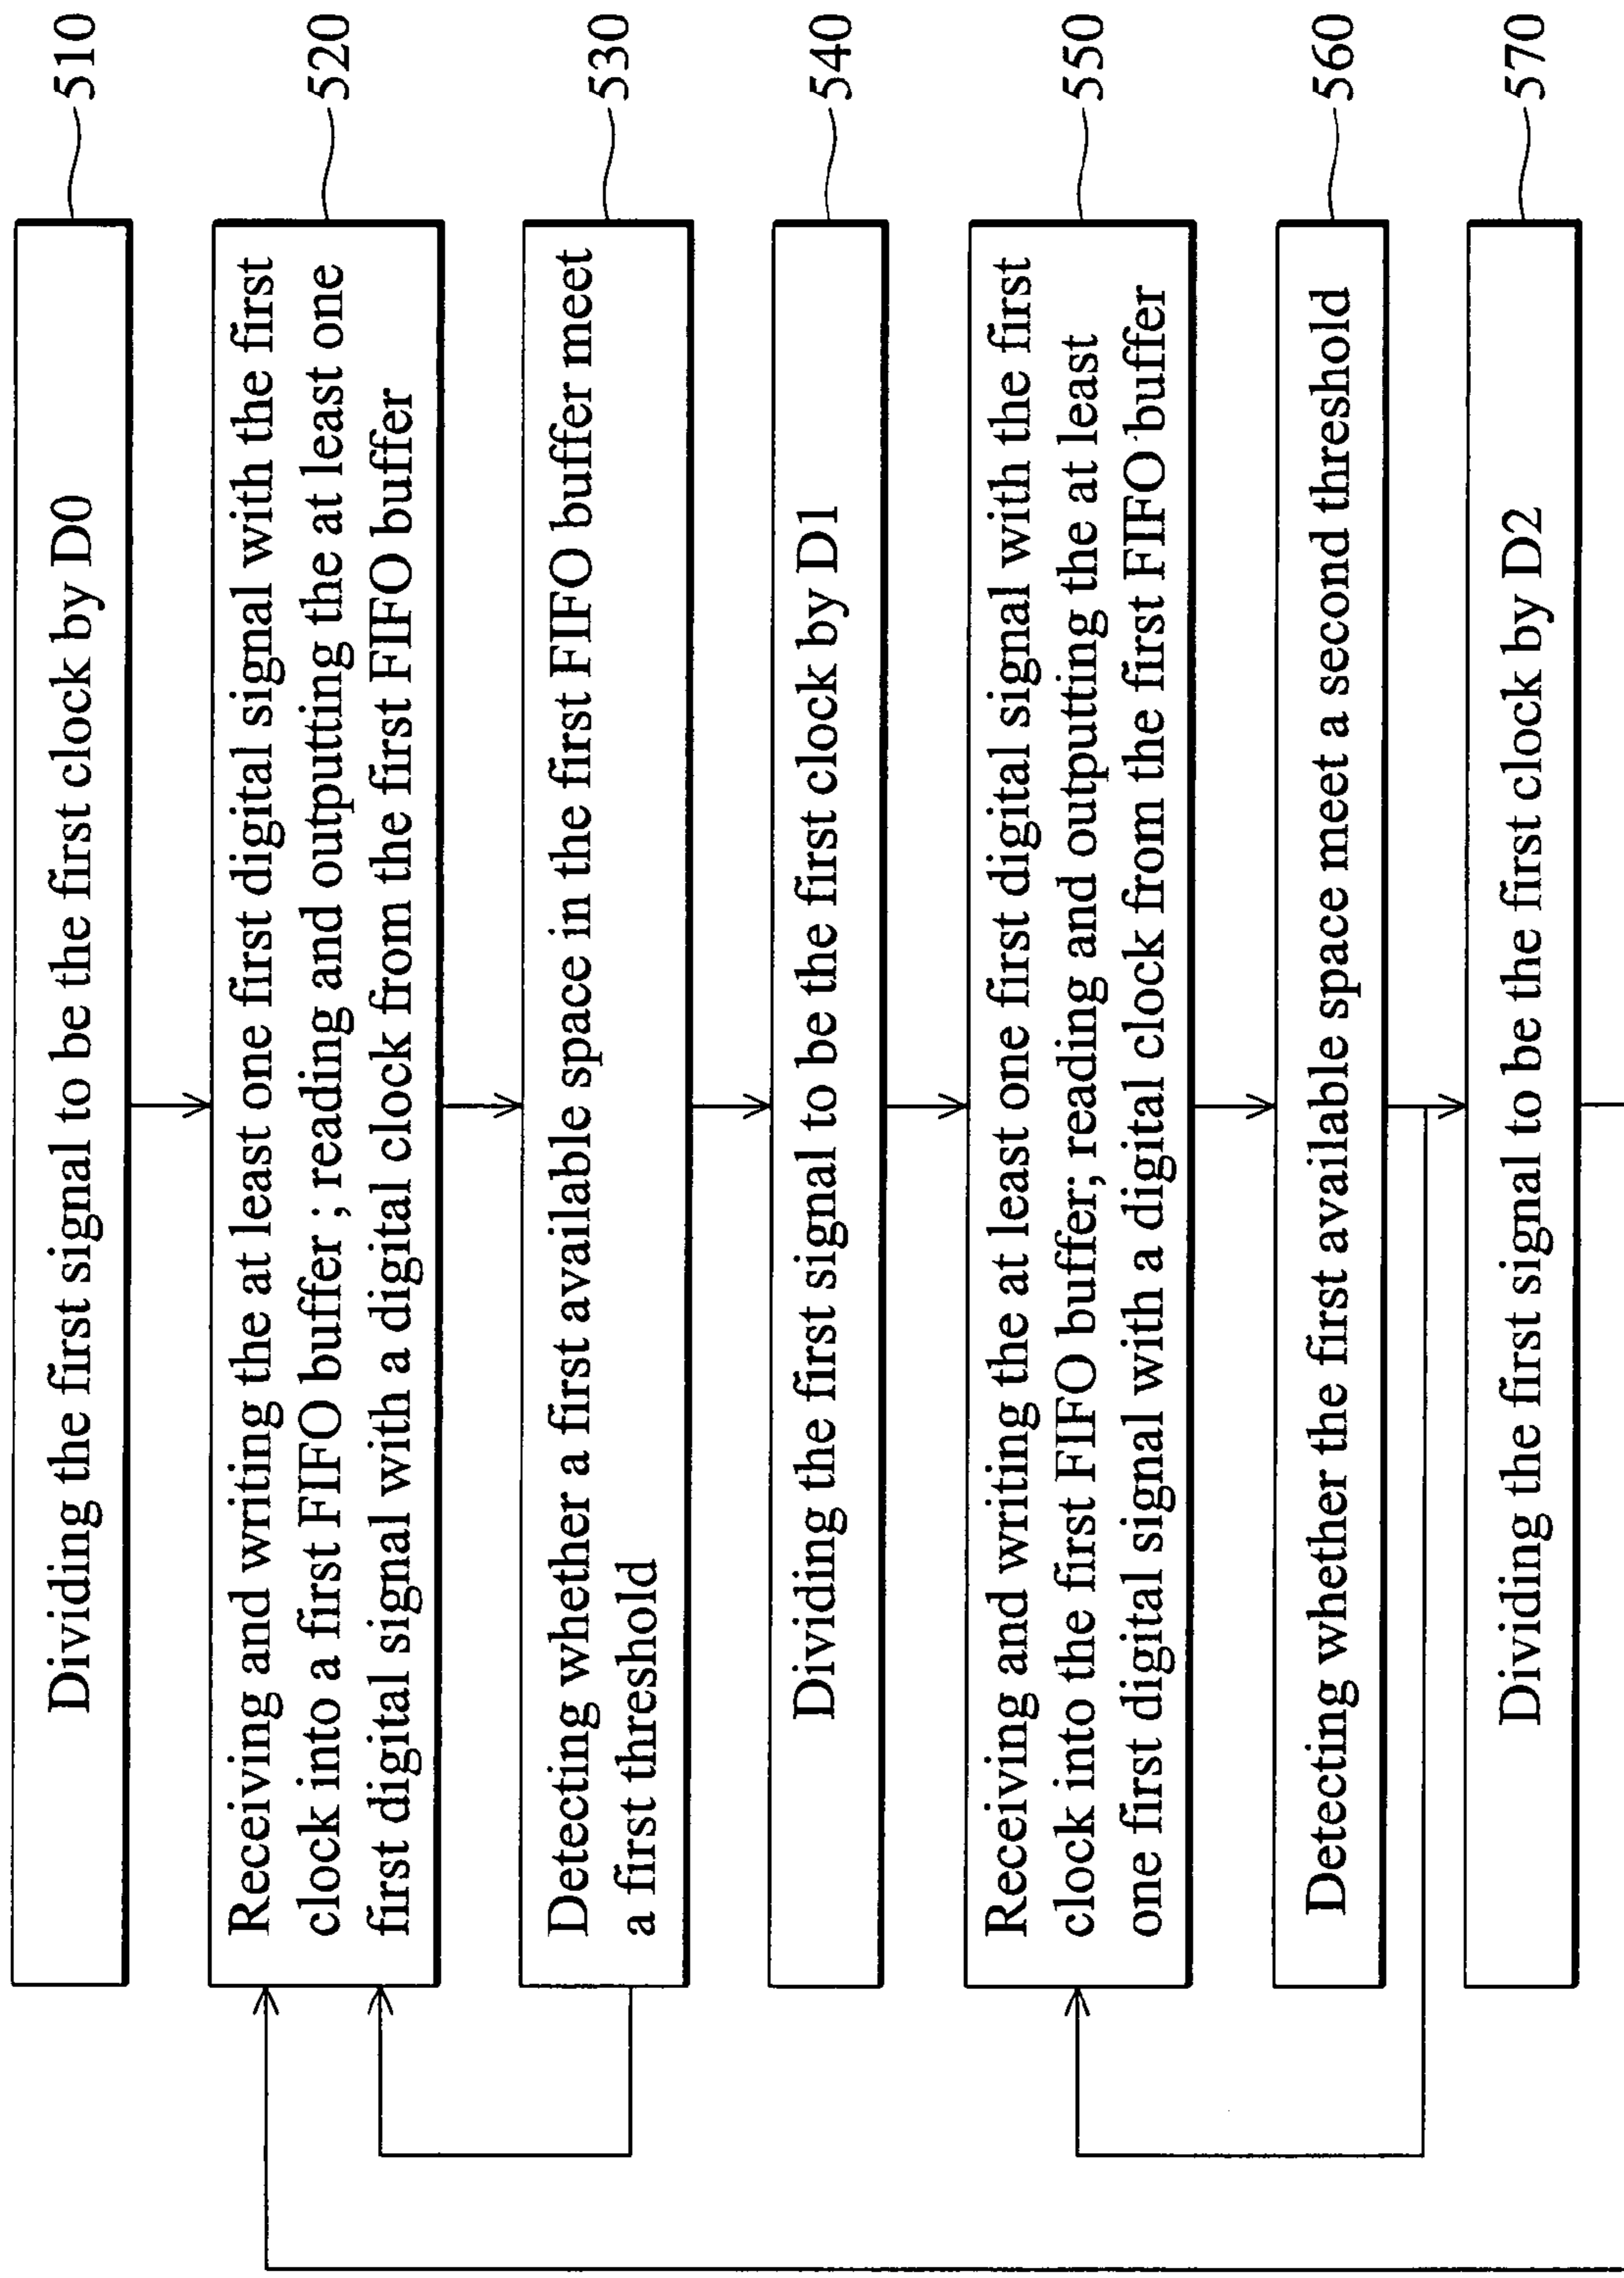 Dividing the first signal to be the first clock by D0
510
Receiving and writing the at least one first digital signal with the first
clock into a first FIFO buffer ; reading and outputting the at least one
first digital signal with a digital clock from the first FIFO buffer
520
Detecting whether a first available space in the first FIFO buffer meet
a first threshold
530
Dividing the first signal to be the first clock by D1
540
Receiving and writing the at least one first digital signal with the first
clock into the first FIFO buffer; reading and outputting the at least
one first digital signal with a digital clock from the first FIFO buffer
550
Detecting whether the first available space meet a second threshold
560
Dividing the first signal to be the first clock by D2
570